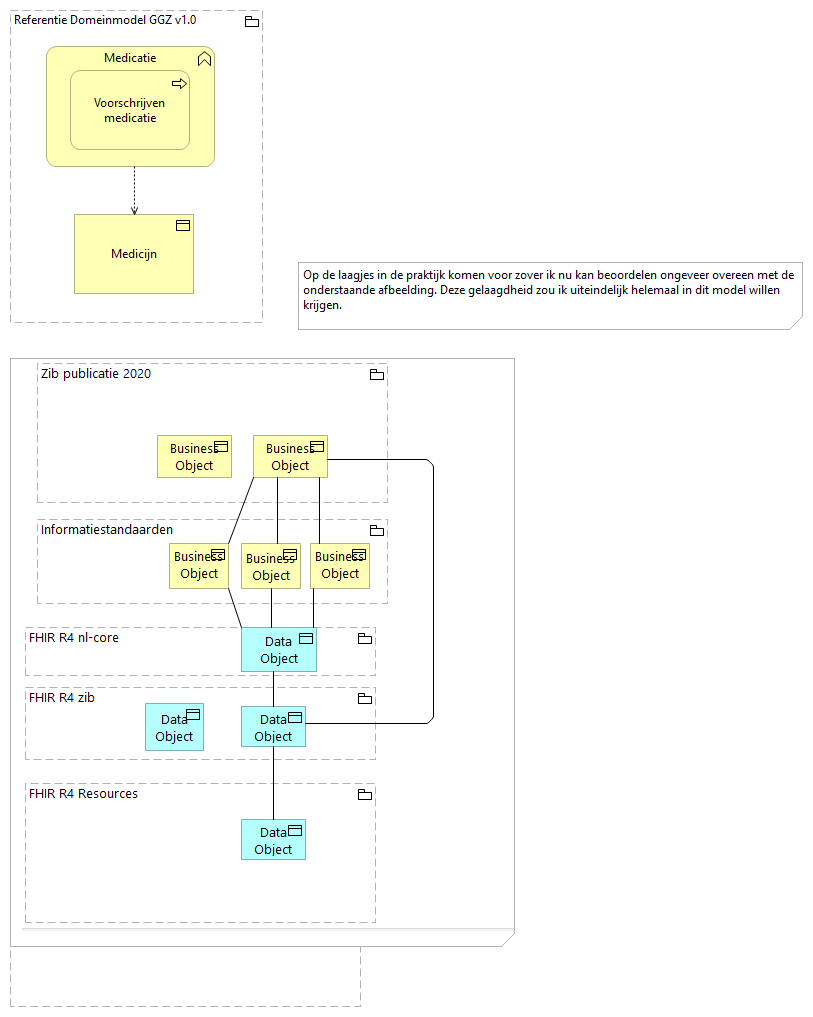 Referentie Domeinmodel GGZ v1.0
Medicatie
Voorschrijven
medicatie
Medicijn
Op de laagjes in de praktijk komen voor zover ik nu kan beoordelen ongeveer overeen met de
onderstaande afbeelding. Deze gelaagdheid zou ik uiteindelijk helemaal in dit model willen
krijgen.
Zib publicatie 2020
Business
Object
Business
Object
Informatiestandaarden
Business
Object
Business
Object
Business
Object
FHIR R4 nl-core
Data
Object
FHIR R4 zib
Data
Object
Data
Object
FHIR R4 Resources
Data
Object